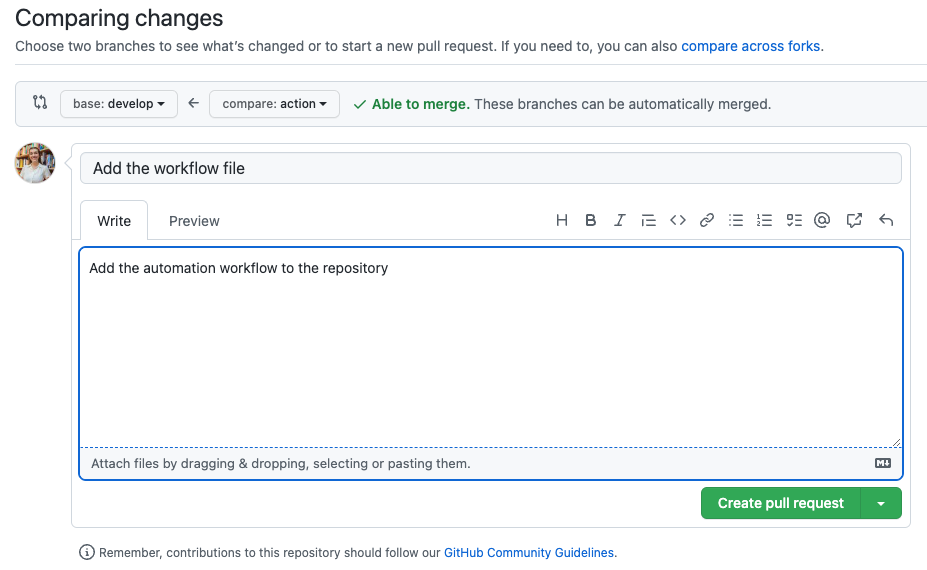 Comparing changes
Choose two branches to see what's changed or to start a new pull request. If you need to, you can also compare across forks.
base: develop
compare: action
Able to merge. These branches can be automatically merged.
Add the workflow file
Write
Preview
Add the automation workflow to the repository
Attach files by dragging & dropping, selecting or pasting them.
Create pull request
Remember, contributions to this repository should follow our GitHub Community Guidelines.